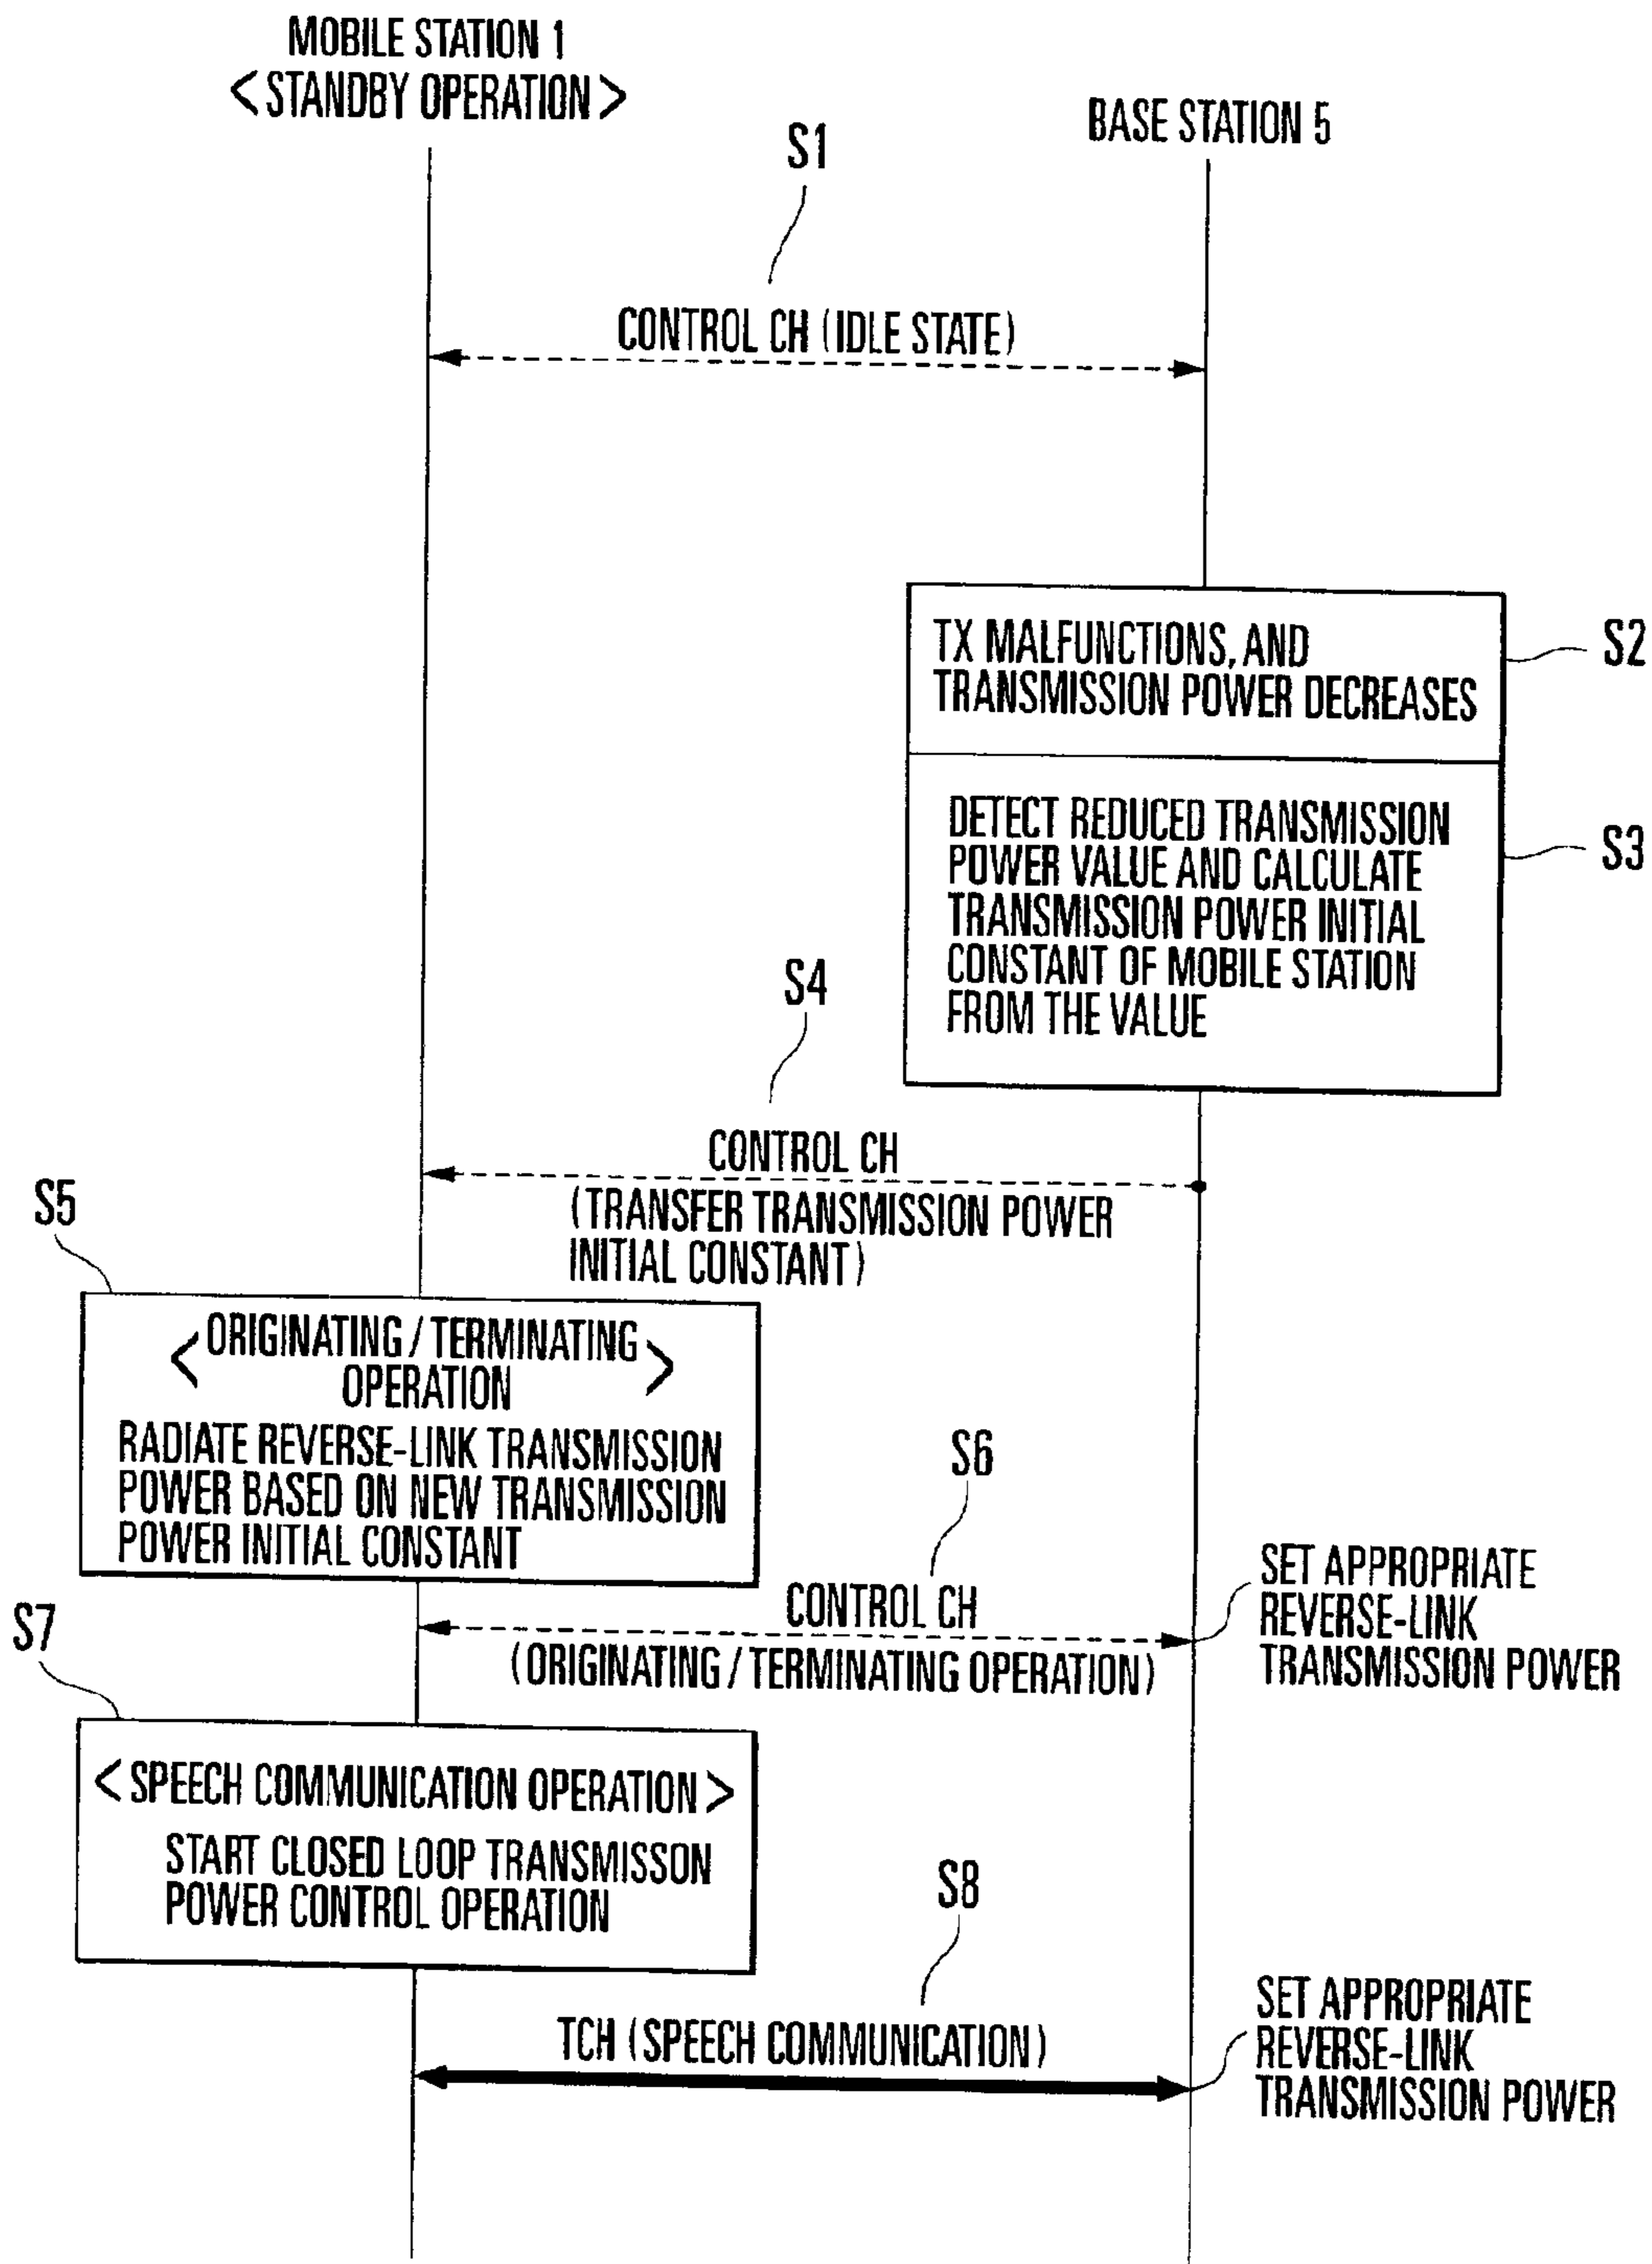 MOBILE STATION 1
<STANDBY OPERATION>
BASE STATION 5
S1
CONTROL CH (IDLE STATE)
TX MALFUNCTIONS, AND
TRANSMISSION POWER DECREASES
S2
DETECT REDUCED TRANSMISSION
POWER VALUE AND CALCULATE
TRANSMISSION POWER INITIAL
CONSTANT OF MOBILE STATION
FROM THE VALUE
S3
S4
CONTROL CH
(TRANSFER TRANSMISSION POWER
INITIAL CONSTANT)
S5
<ORIGINATING / TERMINATING
OPERATION>
RADIATE REVERSE-LINK TRANSMISSION
POWER BASED ON NEW TRANSMISSION
POWER INITIAL CONSTANT
S6
CONTROL CH
(ORIGINATING / TERMINATING OPERATION)
SET APPROPRIATE
REVERSE-LINK
TRANSMISSION POWER
S7
<SPEECH COMMUNICATION OPERATION>
START CLOSED LOOP TRANSMISSON
POWER CONTROL OPERATION
S8
TCH (SPEECH COMMUNICATION)
SET APPROPRIATE
REVERSE-LINK
TRANSMISSION POWER